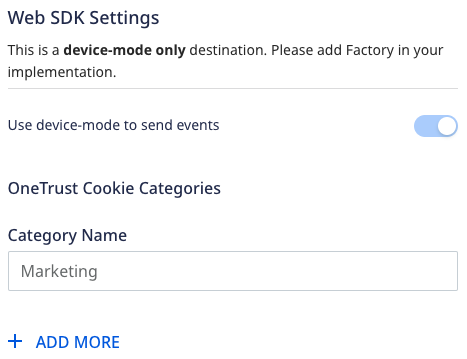 Web SDK Settings
This is a device-mode only destination. Please add Factory in your
implementation.
Use device-mode to send events
OneTrust Cookie Categories
Category Name
Marketing
+ ADD MORE